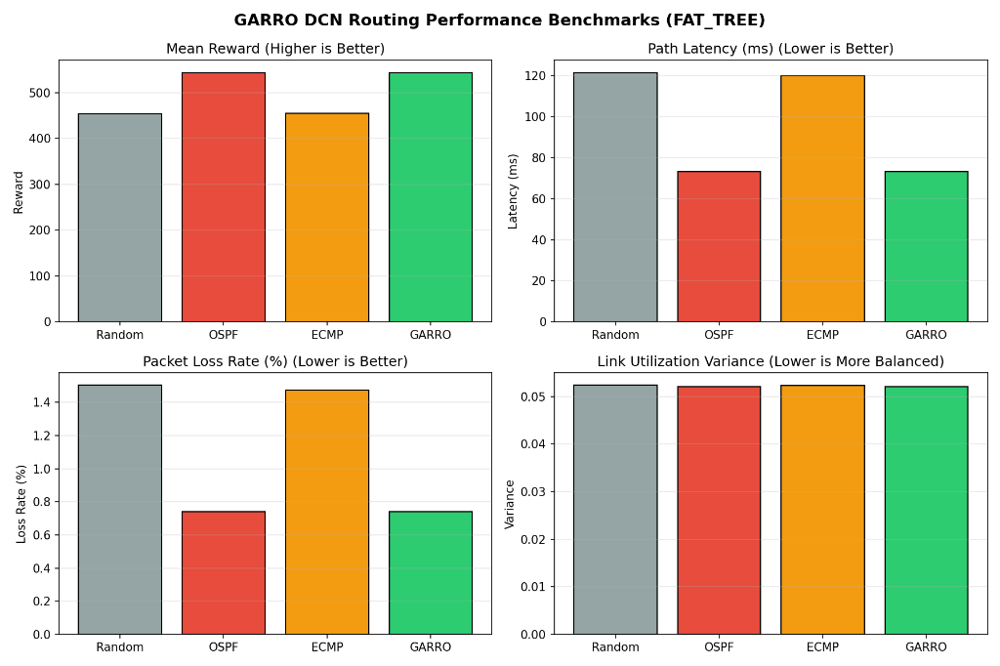 GARRO DCN Routing Performance Benchmarks (FAT_TREE)
Mean Reward (Higher is Better)
Reward
500
400
300
200
100
0
Random OSPF ECMP GARRO
Path Latency (ms) (Lower is Better)
Latency (ms)
120
100
80
60
40
20
0
Random OSPF ECMP GARRO
Packet Loss Rate (%) (Lower is Better)
Loss Rate (%)
1.4
1.2
1.0
0.8
0.6
0.4
0.2
0.0
Random OSPF ECMP GARRO
Link Utilization Variance (Lower is More Balanced)
Variance
0.05
0.04
0.03
0.02
0.01
0.00
Random OSPF ECMP GARRO